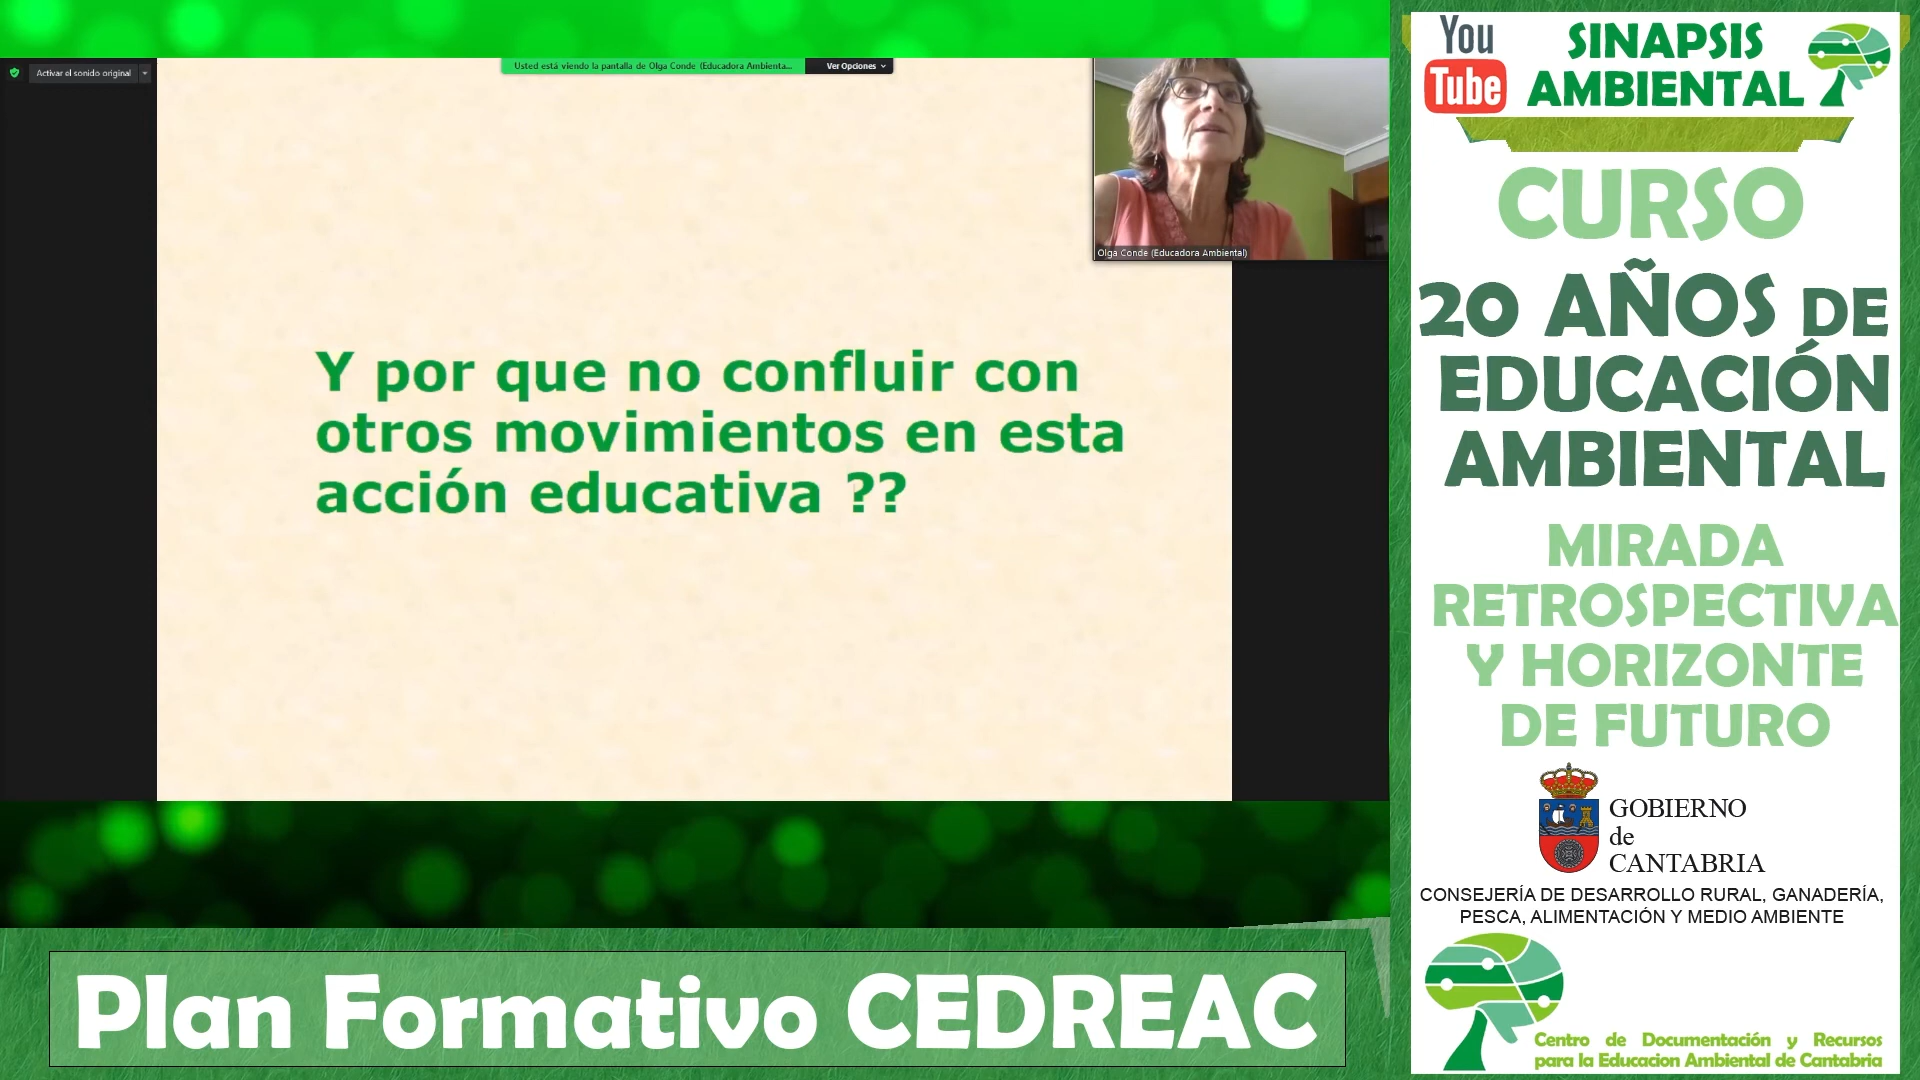 Activar el sonido original
Usted está viendo la pantalla de Olga Conde (Educadora Ambienta...
Ver Opciones
Olga Conde (Educadora Ambiental)
Y por que no confluir con
otros movimientos en esta
acción educativa ??
Plan Formativo CEDREAC
You
Tube
SINAPSIS
AMBIENTAL
CURSO
20 AÑOS DE
EDUCACIÓN
AMBIENTAL
MIRADA
RETROSPECTIVA
Y HORIZONTE
DE FUTURO
GOBIERNO
de
CANTABRIA
CONSEJERÍA DE DESARROLLO RURAL, GANADERÍA,
PESCA, ALIMENTACIÓN Y MEDIO AMBIENTE
Centro de Documentación y Recursos
para la Educacion Ambiental de Cantabria